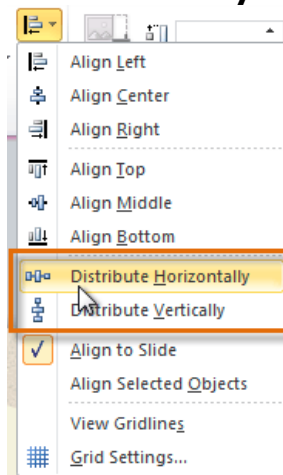 Align Left
Align Center
Align Right
Align Top
Align Middle
Align Bottom
Distribute Horizontally
Distribute Vertically
Align to Slide
Align Selected Objects
View Gridlines
Grid Settings...